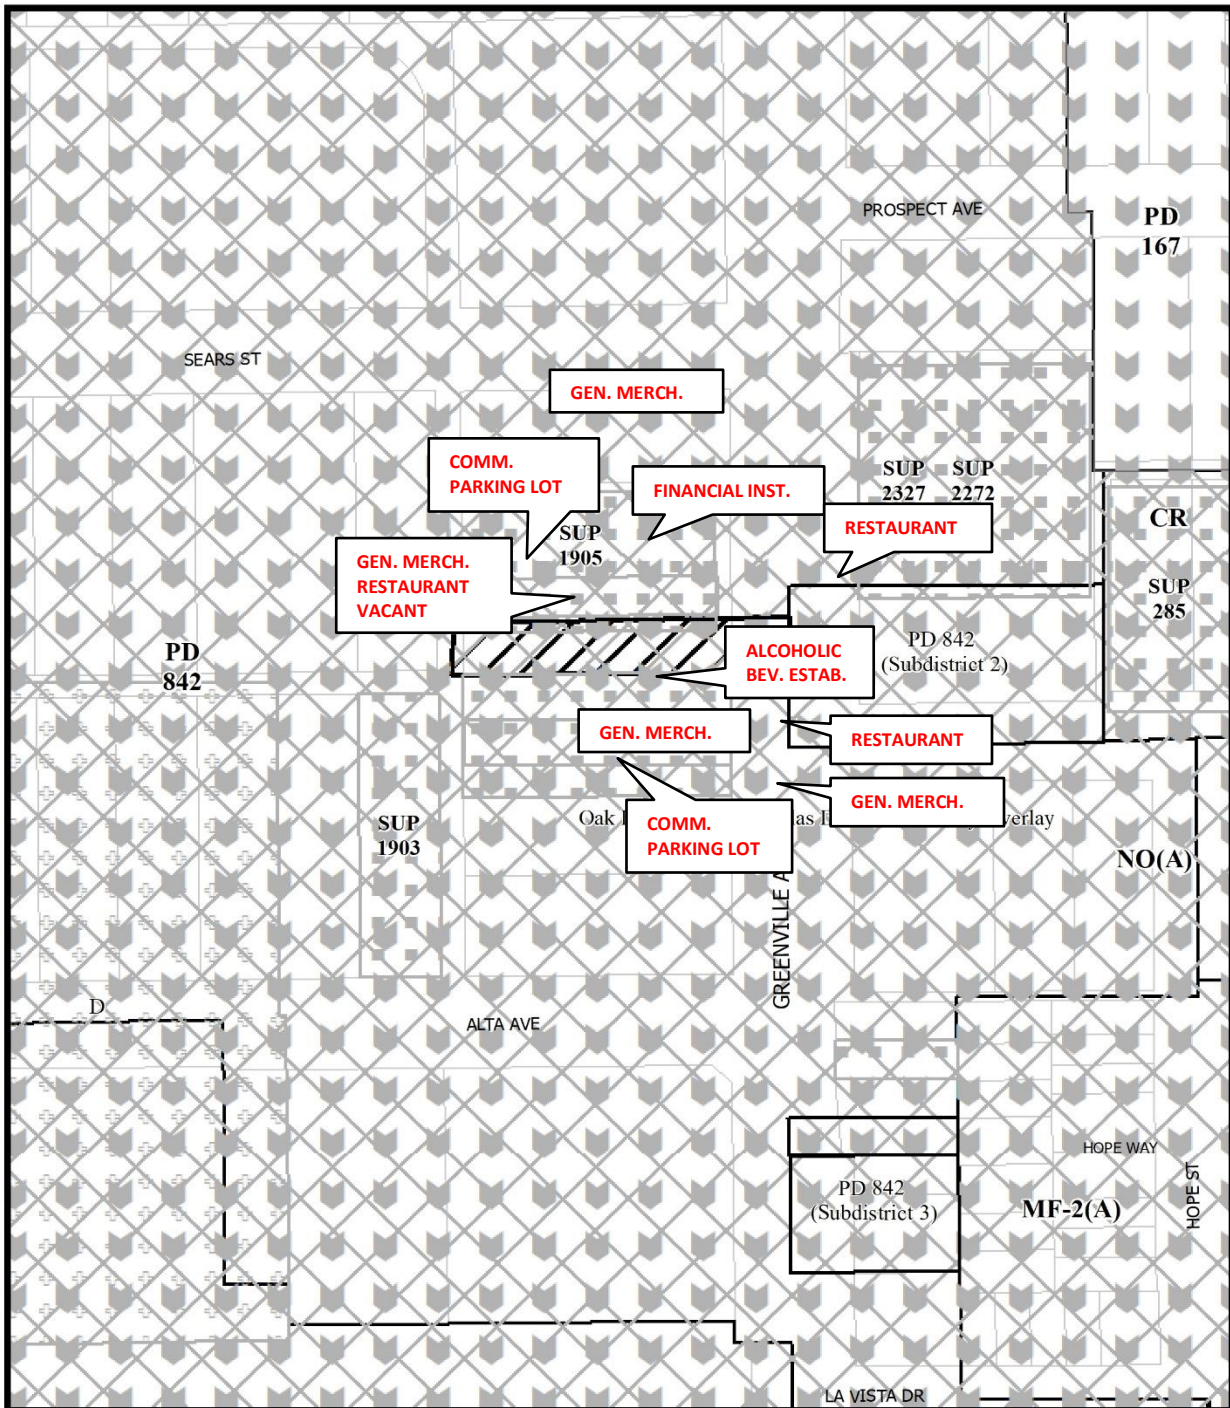 PROSPECT AVE
PD
167
SEARS ST
GEN. MERCH.
COMM.
PARKING LOT
FINANCIAL INST.
SUP SUP
2327 2272
RESTAURANT
CR
SUP
1905
GEN. MERCH.
RESTAURANT
VACANT
SUP
285
PD
842
ALCOHOLIC
BEV. ESTAB.
PD 842
(Subdistrict 2)
GEN. MERCH.
RESTAURANT
GEN. MERCH.
SUP
1903
Oak
COMM.
PARKING LOT
NO(A)
GREENVILLE
D
ALTA AVE
HOPE WAY
PD 842
(Subdistrict 3)
MF-2(A)
HOPE ST
LA VISTA DR